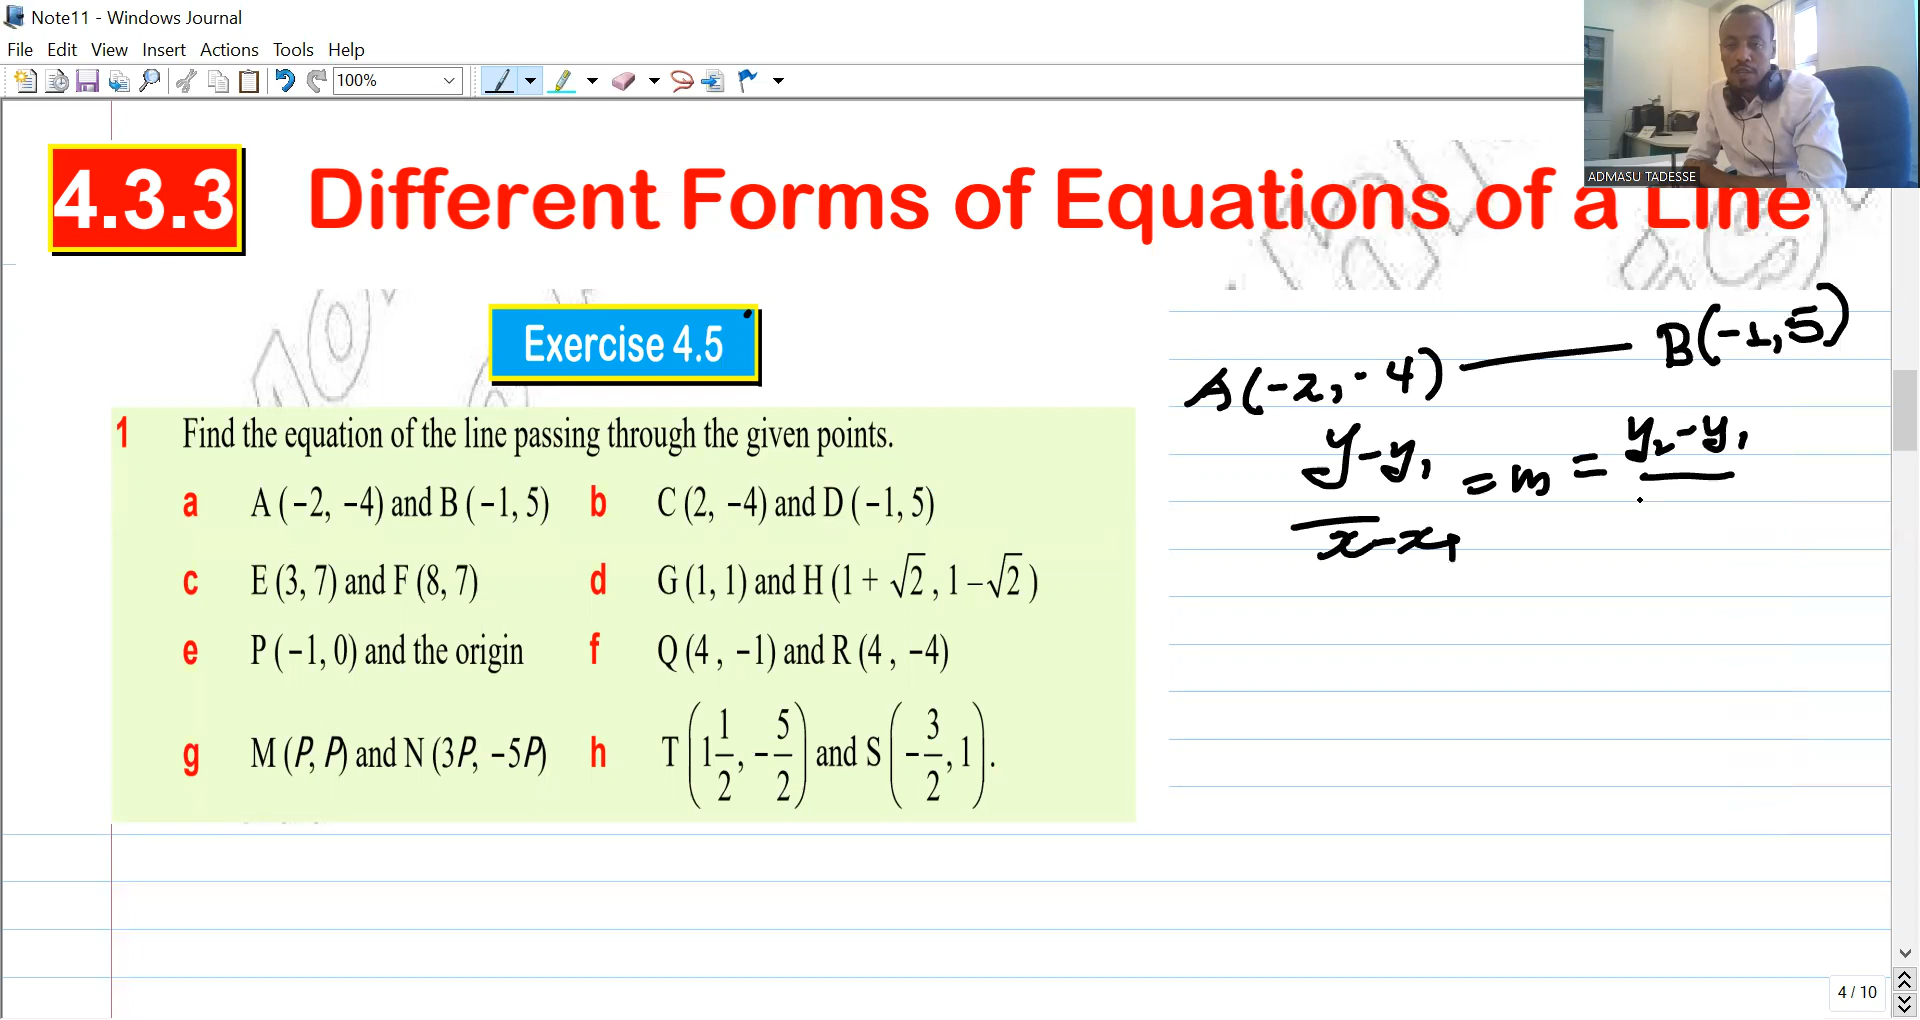 Note11 - Windows Journal
File Edit View Insert Actions Tools Help
100%
ADMASU TADESSE
4.3.3 Different Forms of Equations of a Line
Exercise 4.5
1 Find the equation of the line passing through the given points.
a A (−2, −4) and B (−1, 5) b C (2, −4) and D (−1, 5)
c E (3, 7) and F (8, 7) d G (1, 1) and H (1 + √2 , 1 – √2 )
e P (−1, 0) and the origin f Q (4 , −1) and R (4 , −4)
g M (P, P) and N (3P, −5P) h T (1 1/2, − 5/2) and S (− 3/2, 1).
A(-2, -4) — B(-1, 5)
y-y₁ / x-x₁ = m = y₂-y₁
4 / 10